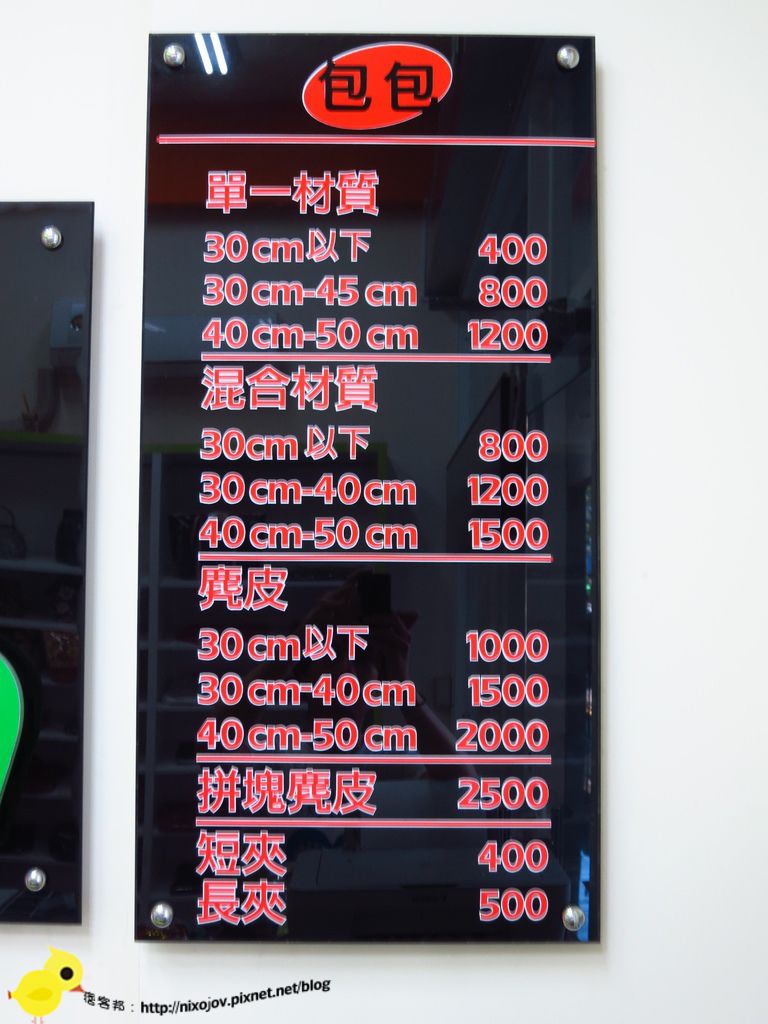 包包
單一材質
30cm以下 400
30cm-45cm 800
40cm-50cm 1200
混合材質
30cm以下 800
30cm-40cm 1200
40cm-50cm 1500
麂皮
30cm以下 1000
30cm-40cm 1500
40cm-50cm 2000
拼塊麂皮 2500
短夾 400
長夾 500
痞客邦：http://nixojov.pixnet.net/blog